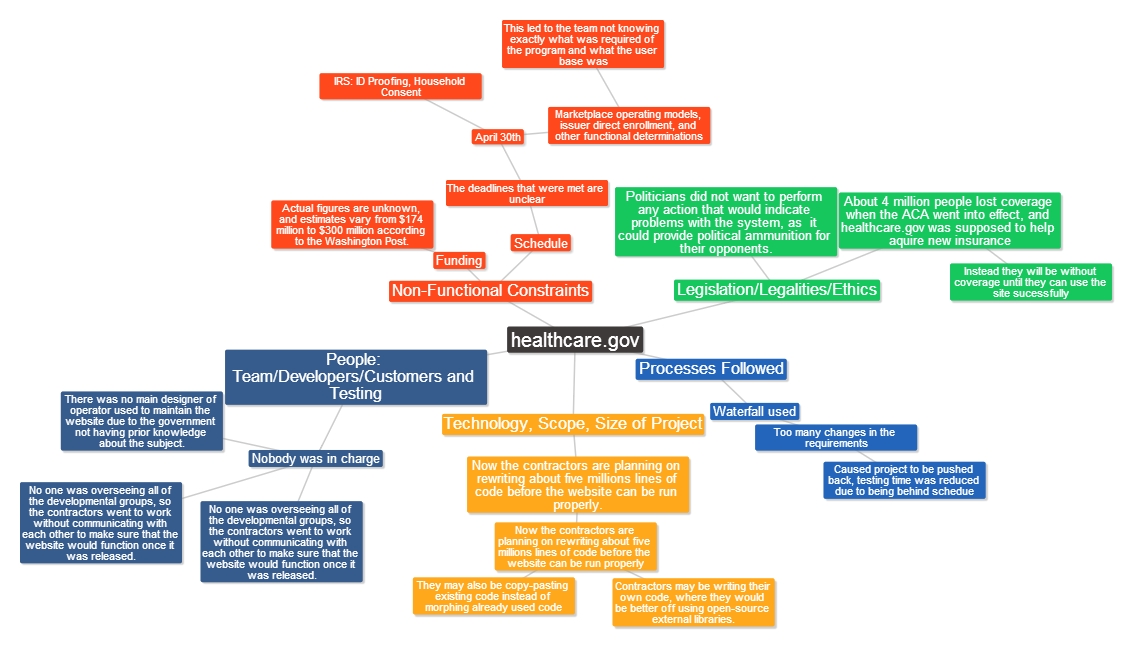 This led to the team not knowing
exactly what was required of
the program and what the user
base was
IRS: ID Proofing, Household
Consent
Marketplace operating models,
issuer direct enrollment, and
other functional determinations
April 30th
The deadlines that were met are
unclear
Actual figures are unknown,
and estimates vary from $174
million to $300 million according
to the Washington Post.
Schedule
Funding
Non-Functional Constraints
Politicians did not want to perform
any action that would indicate
problems with the system, as it
could provide political ammunition for
their opponents.
About 4 million people lost coverage
when the ACA went into effect, and
healthcare.gov was supposed to help
aquire new insurance
Instead they will be without
coverage until they can use the
site sucessfully
Legislation/Legalities/Ethics
healthcare.gov
People:
Team/Developers/Customers and
Testing
There was no main designer of
operator used to maintain the
website due to the government
not having prior knowledge
about the subject.
Nobody was in charge
No one was overseeing all of
the developmental groups, so
the contractors went to work
without communicating with
each other to make sure that the
website would function once it
was released.
No one was overseeing all of
the developmental groups, so
the contractors went to work
without communicating with
each other to make sure that the
website would function once it
was released.
Technology, Scope, Size of Project
Now the contractors are planning on
rewriting about five millions lines of
code before the website can be run
properly.
Now the contractors are
planning on rewriting about five
millions lines of code before the
website can be run properly
They may also be copy-pasting
existing code instead of
morphing already used code
Contractors may be writing their
own code, where they would
be better off using open-source
external libraries.
Processes Followed
Waterfall used
Too many changes in the
requirements
Caused project to be pushed
back, testing time was reduced
due to being behind schedue